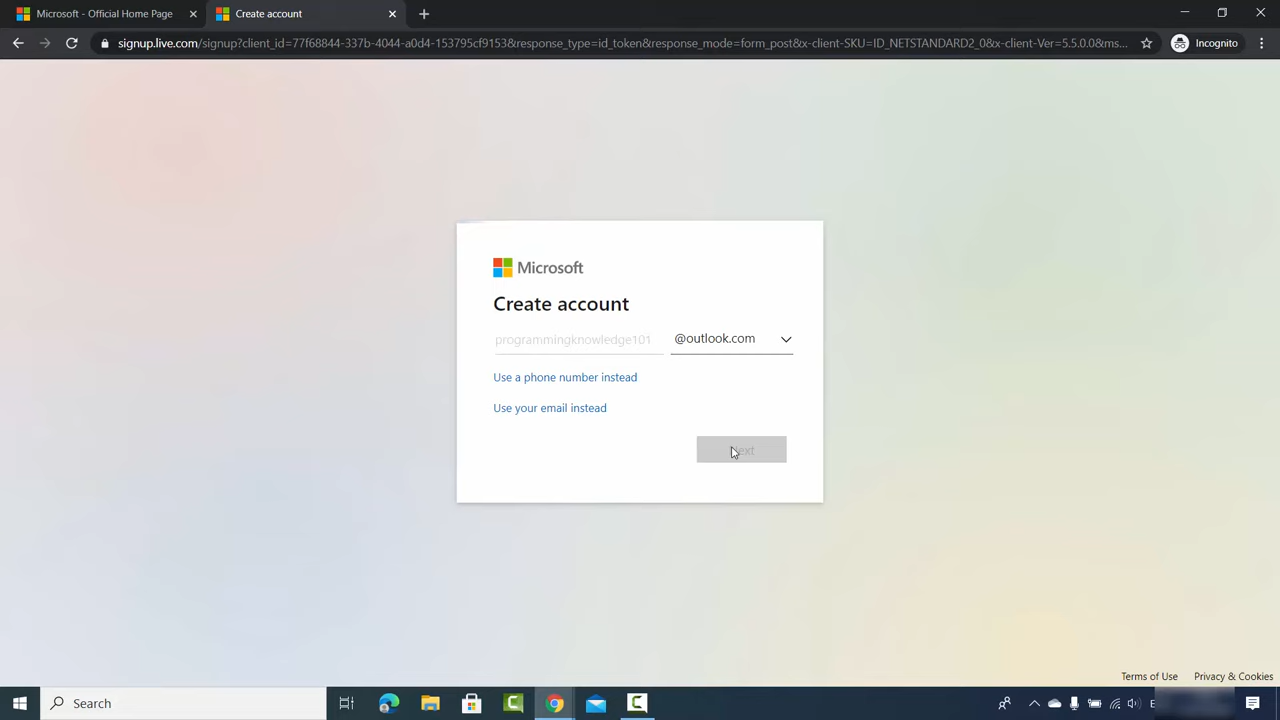 Microsoft - Official Home Page
Create account
signup.live.com/signup?client_id=77f68844-337b-4044-a0d4-153795cf9153&response_type=id_token&response_mode=form_post&x-client-SKU=ID_NETSTANDARD2_0&x-client-Ver=5.5.0.0&ms...
Incognito
Microsoft
Create account
programmingknowledge101
@outlook.com
Use a phone number instead
Use your email instead
Next
Terms of Use
Privacy & Cookies
Search